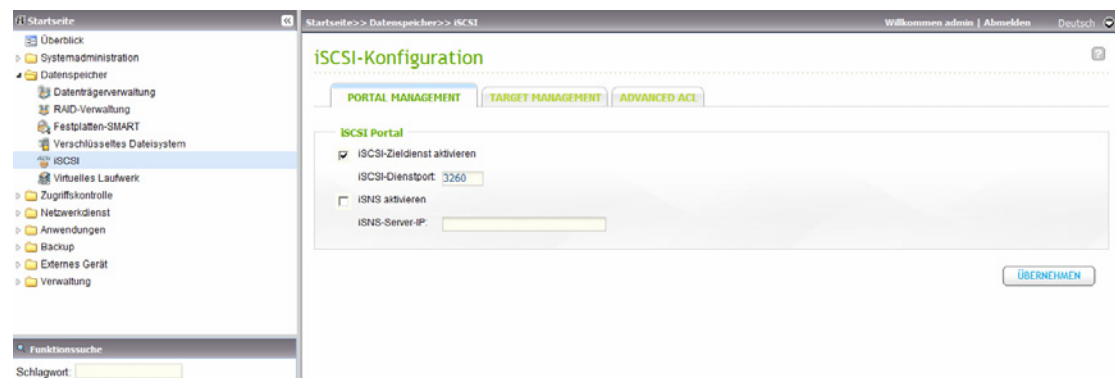 Startseite
Startseite>> Datenspeicher>> iSCSI
Willkommen admin | Abmelden
Deutsch
Überblick
Systemadministration
Datenspeicher
Datenträgerverwaltung
RAID-Verwaltung
Festplatten-SMART
Verschlüsseltes Dateisystem
iSCSI
Virtuelles Laufwerk
Zugriffskontrolle
Netzwerkdienst
Anwendungen
Backup
Externes Gerät
Verwaltung
Funktionssuche
Schlagwort:
iSCSI-Konfiguration
PORTAL MANAGEMENT
TARGET MANAGEMENT
ADVANCED ACL
iSCSI Portal
iSCSI-Zieldienst aktivieren
iSCSI-Dienstport: 3260
iSNS aktivieren
iSNS-Server-IP:
ÜBERNEHMEN